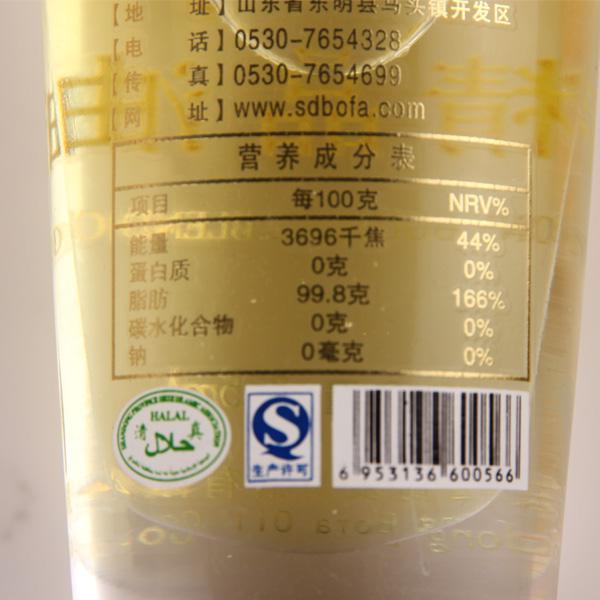 【地 址】山东省东明县马头镇开发区
【电 话】0530-7654328
【传 真】0530-7654699
【网 址】www.sdbofa.com
营养成分表
项目 每100克 NRV%
能量 3696千焦 44%
蛋白质 0克 0%
脂肪 99.8克 166%
碳水化合物 0克 0%
钠 0毫克 0%
HALAL
清 真
حلال
生产许可
6 953136 600566